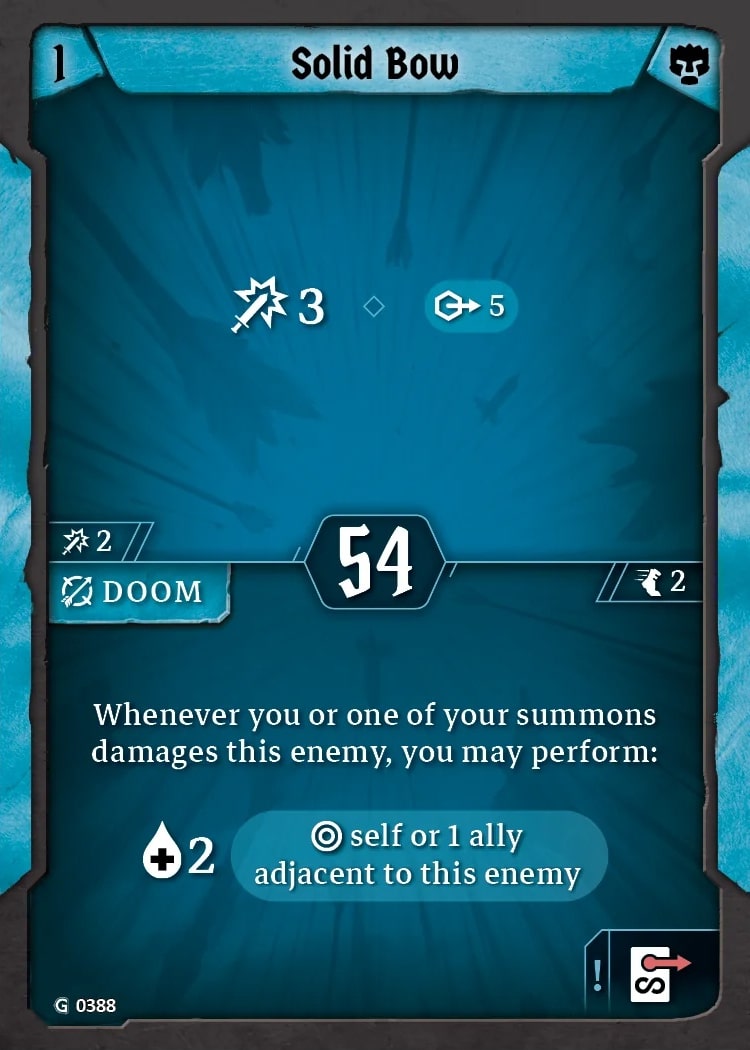 1
Solid Bow
3
5
2
54
DOOM
2
Whenever you or one of your summons
damages this enemy, you may perform:
2
self or 1 ally
adjacent to this enemy
!
G 0388